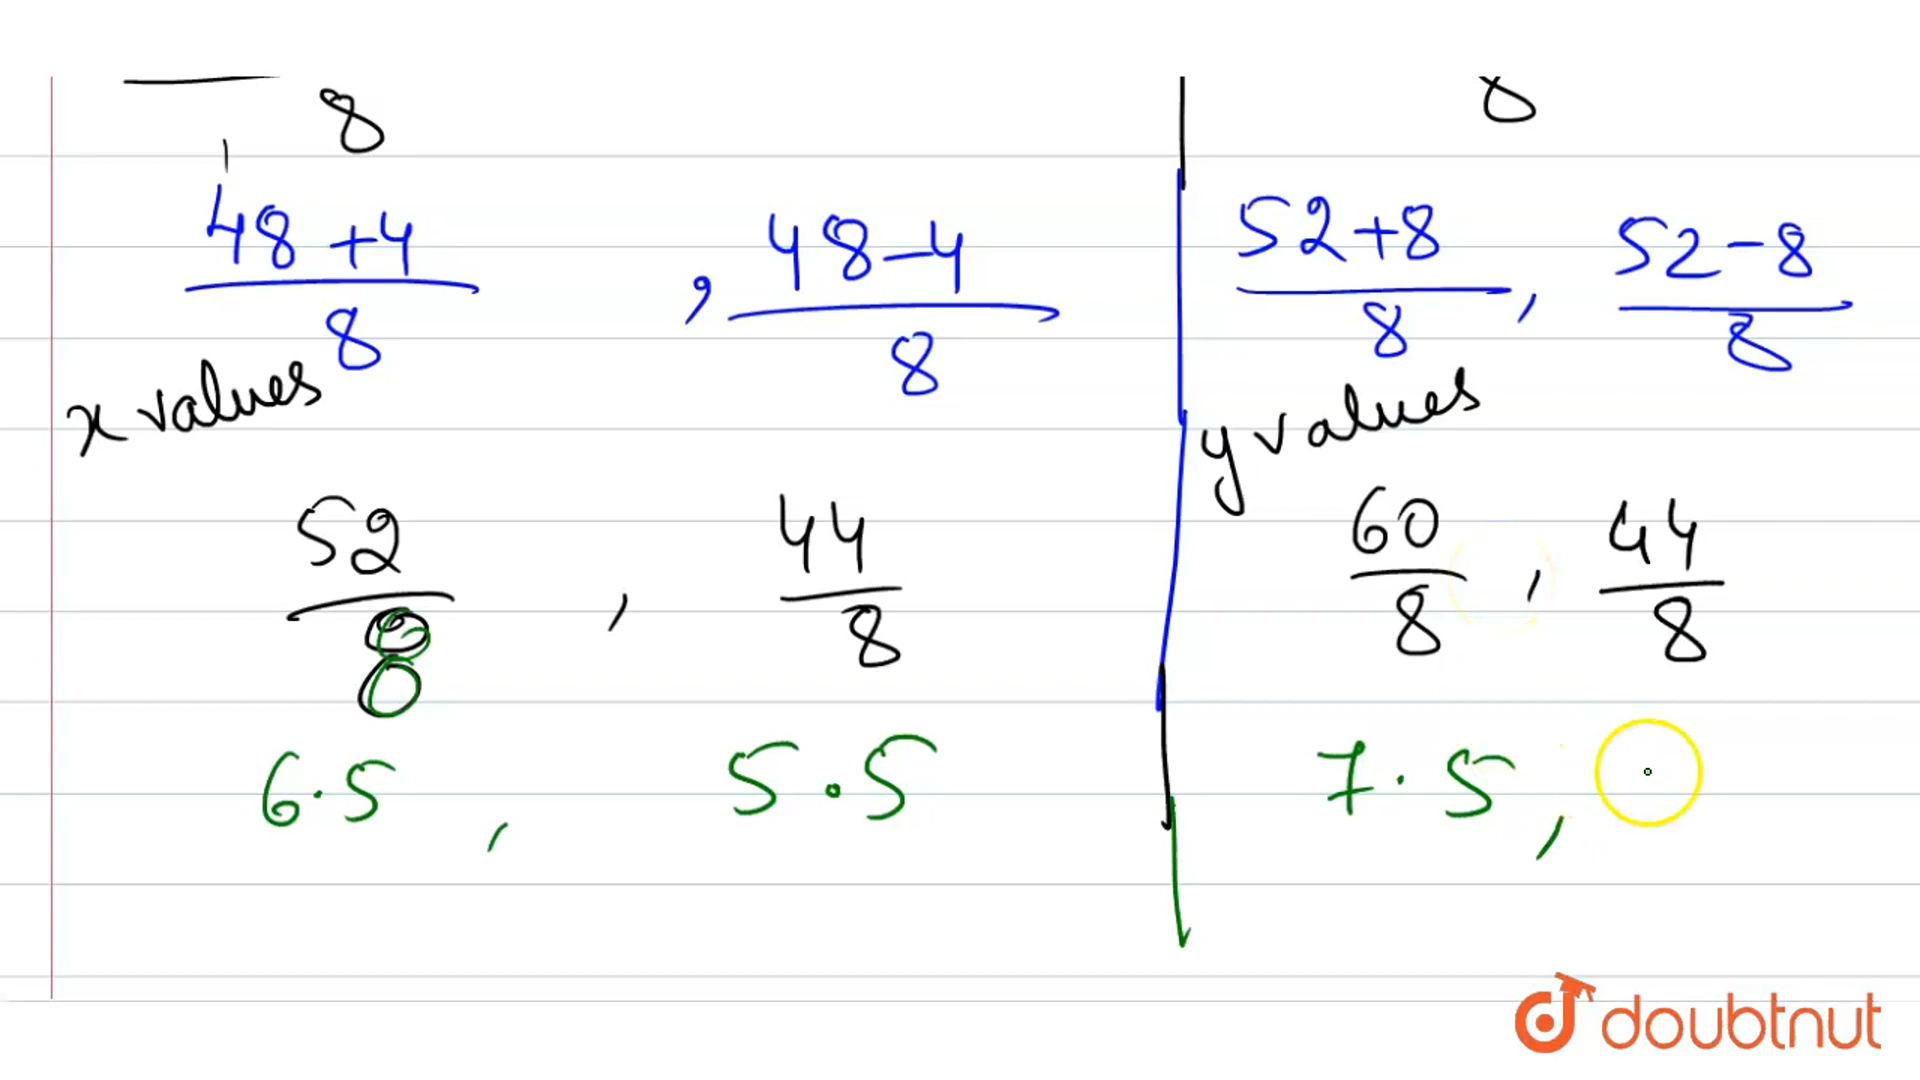 8 8
48+4 , 48-4 52+8 , 52-8
8 8 8 8
x values y values
52 , 44 60 , 44
8 8 8 8
6.5 , 5.5 7.5 ,
doubtnut